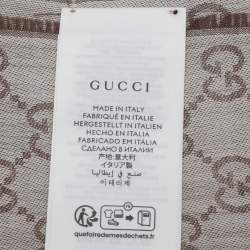 GUCCI
MADE IN ITALY
FABRIQUÉ EN ITALIE
HERGESTELLT IN ITALIEN
HECHO EN ITALIA
FABRICADO EM ITÁLIA
СДЕЛАНО В ИТАЛИИ
产地：意大利
イタリア製
صنع في إيطاليا
이태리제
quefairedemesdechets.fr